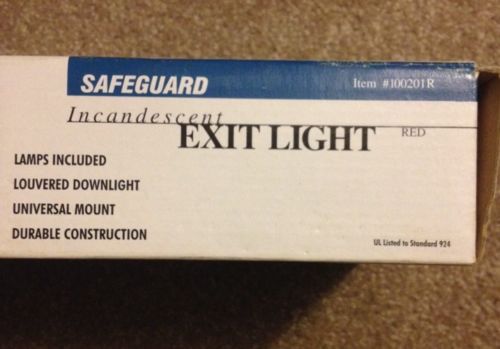 SAFEGUARD Item #100201R
Incandescent
EXIT LIGHT RED
LAMPS INCLUDED
LOUVERED DOWNLIGHT
UNIVERSAL MOUNT
DURABLE CONSTRUCTION
UL Listed to Standard 924